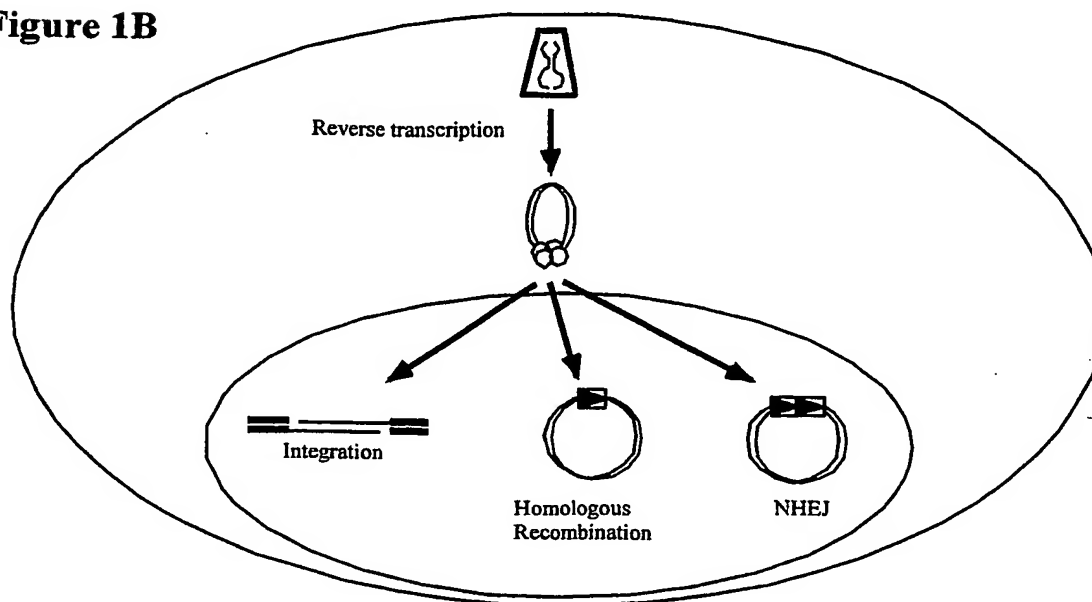 Figure 1B
Reverse transcription
Integration
Homologous
Recombination
NHEJ